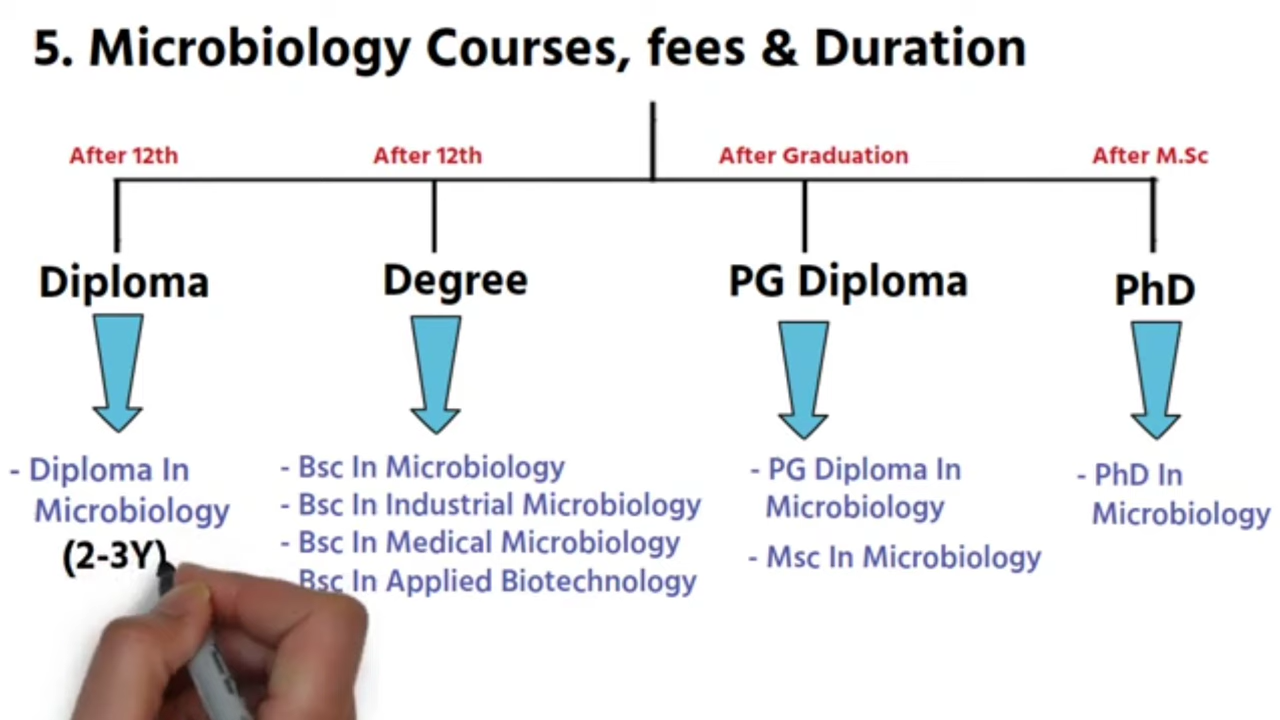 5. Microbiology Courses, fees & Duration
After 12th
After 12th
After Graduation
After M.Sc
Diploma
Degree
PG Diploma
PhD
- Diploma In
Microbiology
(2-3Y)
- Bsc In Microbiology
- Bsc In Industrial Microbiology
- Bsc In Medical Microbiology
Bsc In Applied Biotechnology
- PG Diploma In
Microbiology
- Msc In Microbiology
- PhD In
Microbiology